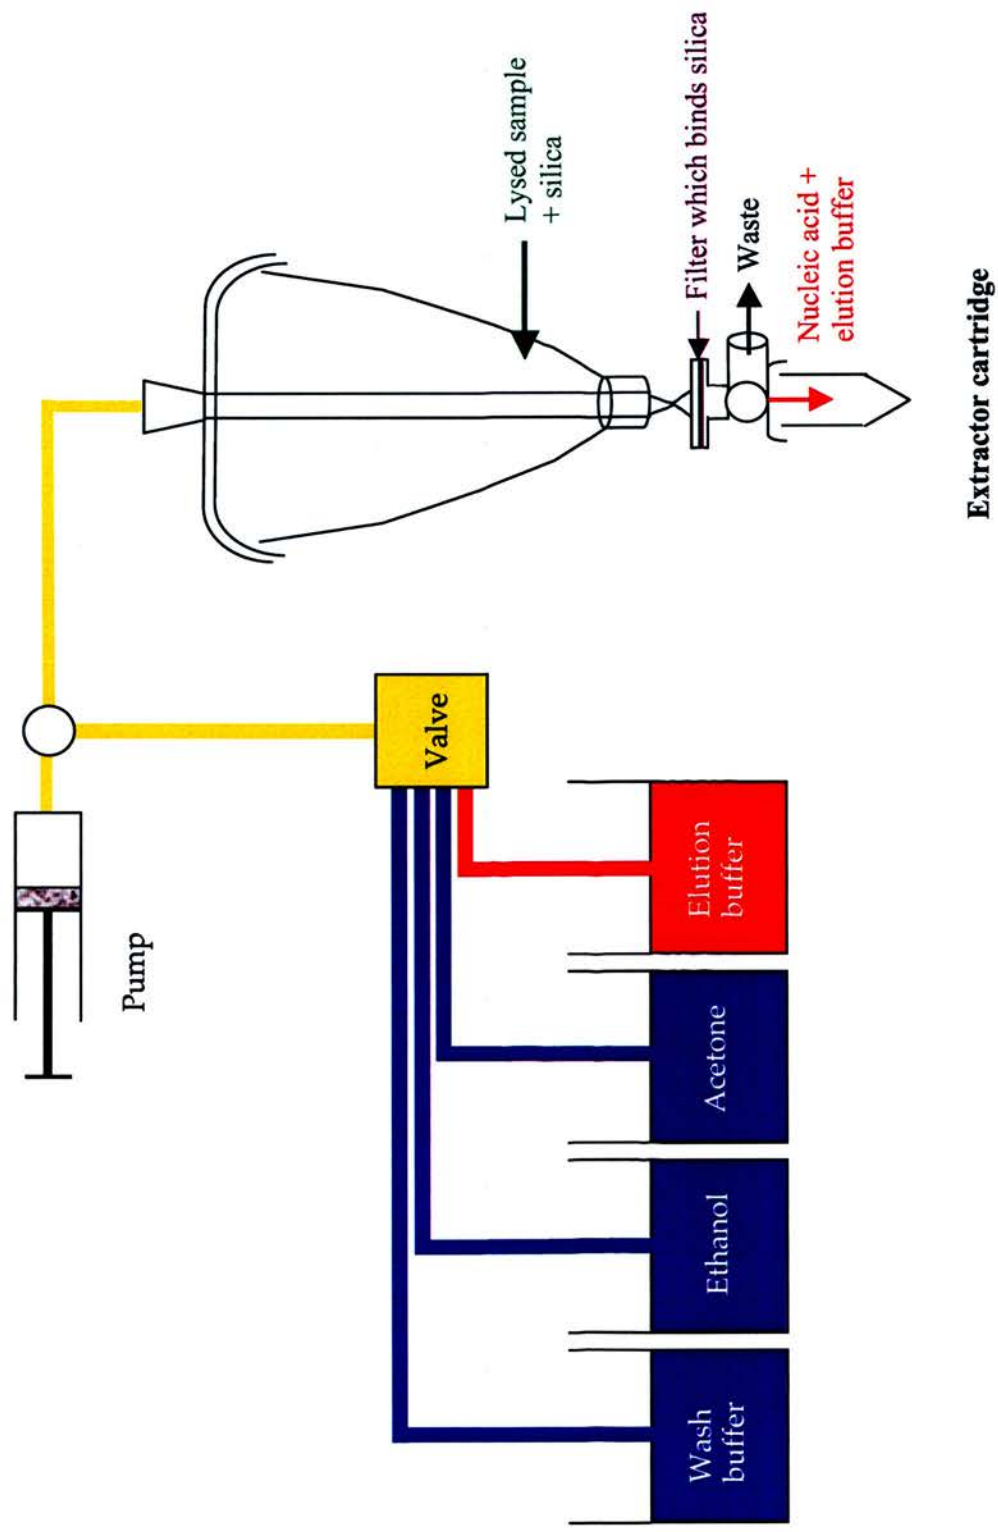 Pump
Valve
Wash
buffer
Ethanol
Acetone
Elution
buffer
Lysed sample
+ silica
Filter which binds silica
Waste
Nucleic acid +
elution buffer
Extractor cartridge